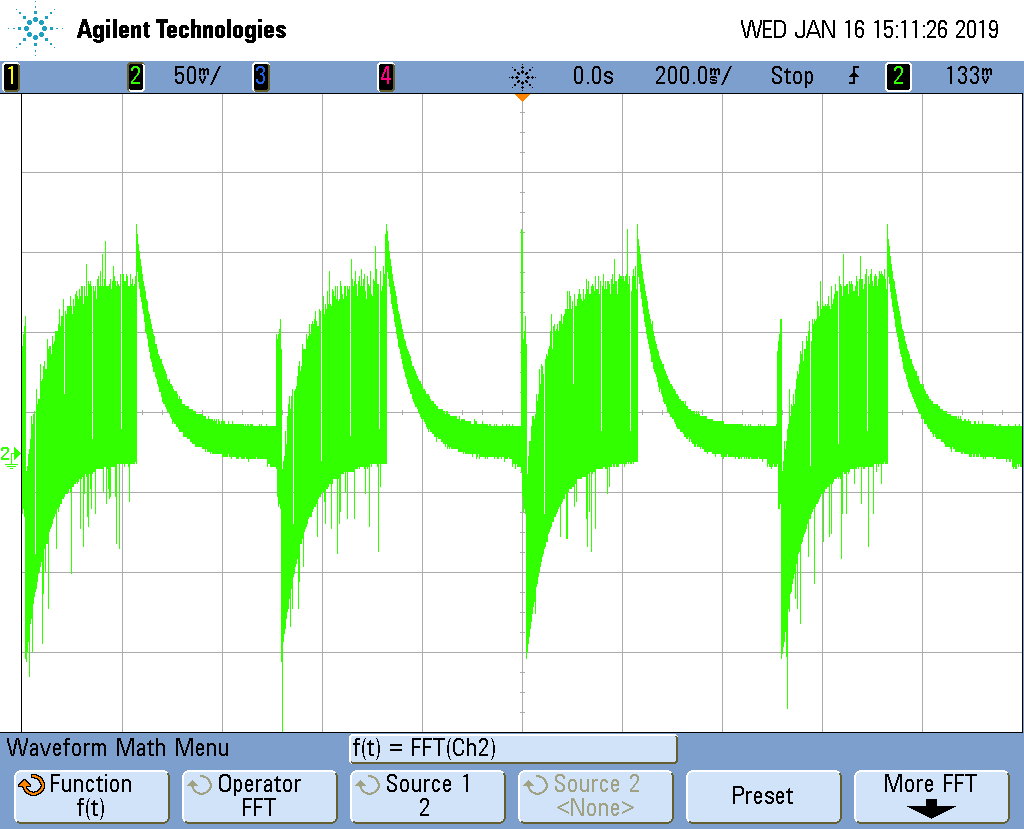 Agilent Technologies WED JAN 16 15:11:26 2019
1 2 50mV/ 3 4 0.0s 200.0ms/ Stop 2 133mV
2
Waveform Math Menu f(t) = FFT(Ch2)
Function Operator Source 1 Source 2 Preset More FFT
f(t) FFT 2 <None>